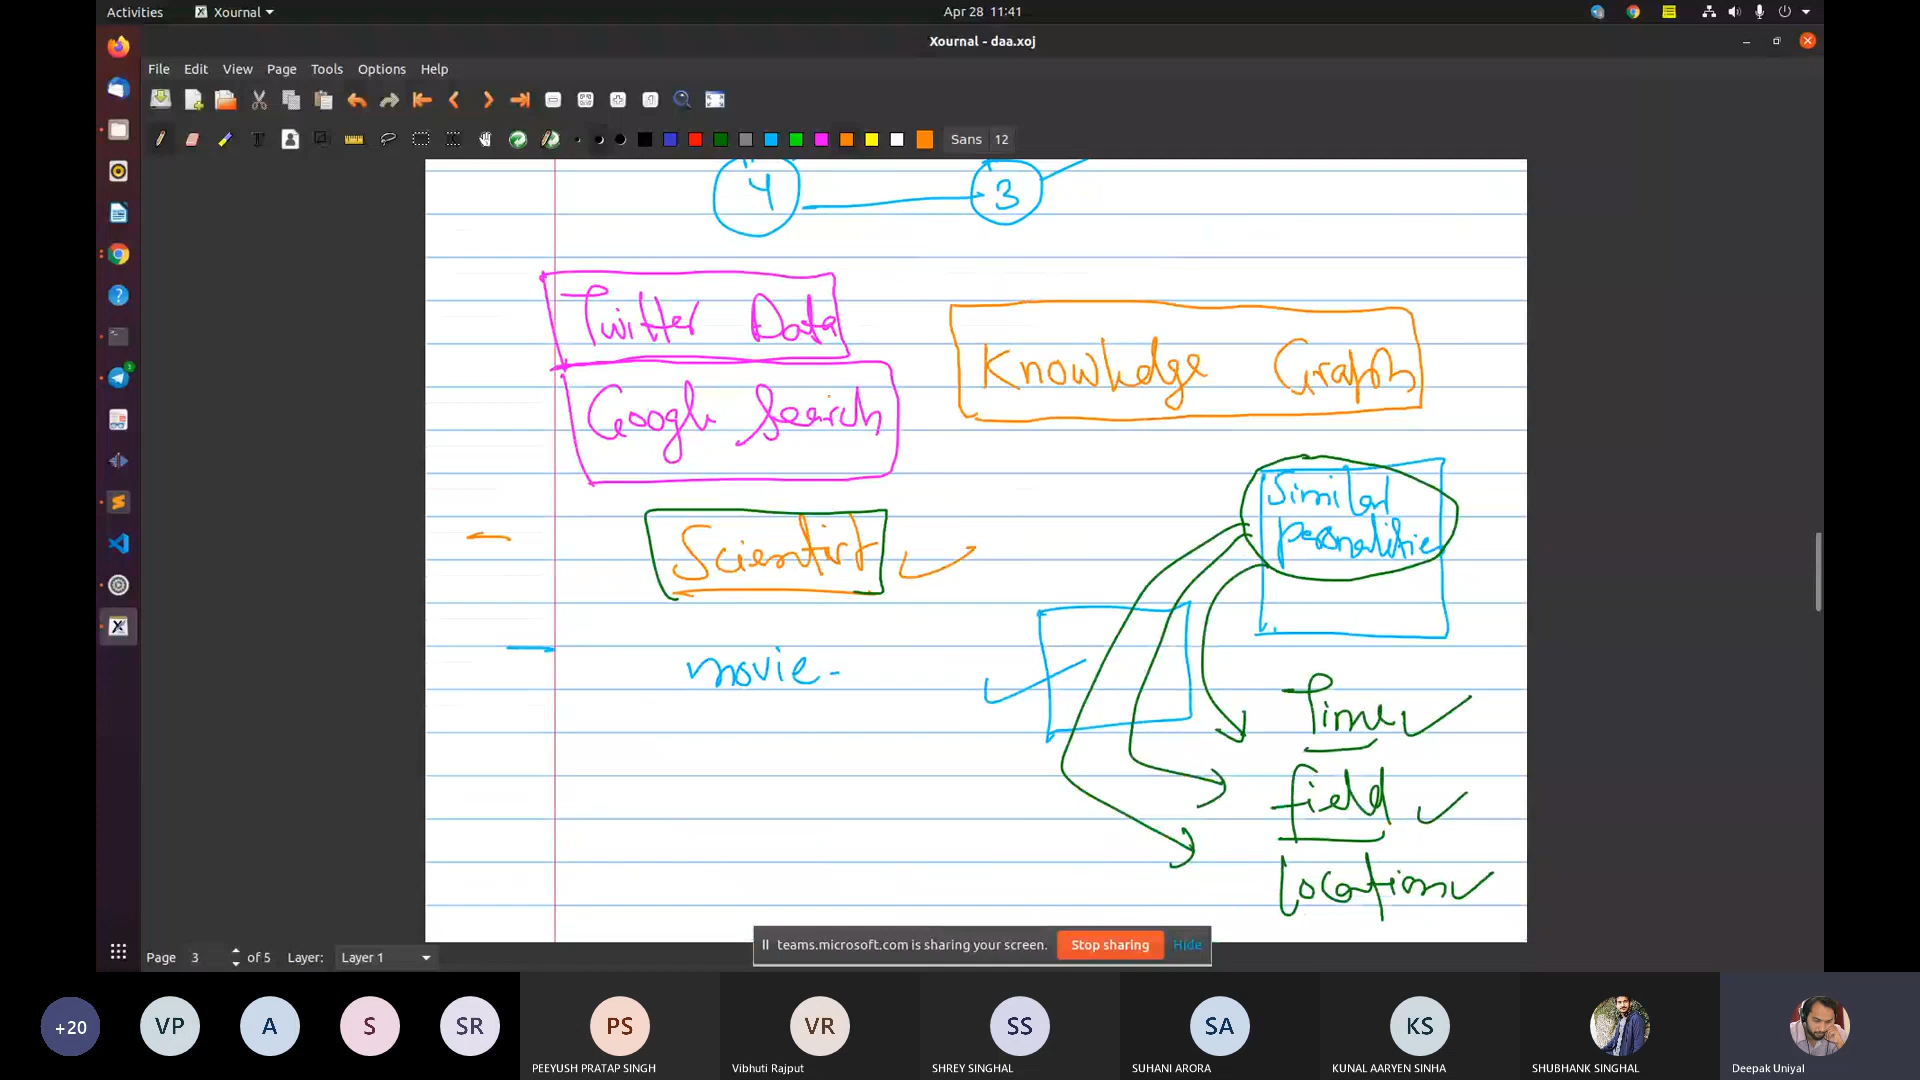 Activities
Xournal
Apr 28 11:41
Xournal - daa.xoj
File Edit View Page Tools Options Help
Sans 12
4
3
Twitter Data
Google Search
Knowledge Graph
Similar
personalities
Scientist
movie-
Time
field
location
teams.microsoft.com is sharing your screen. Stop sharing Hide
Page 3 of 5 Layer: Layer 1
+20 VP A S SR PS VR SS SA KS
PEEYUSH PRATAP SINGH Vibhuti Rajput SHREY SINGHAL SUHANI ARORA KUNAL AARYEN SINHA SHUBHANK SINGHAL Deepak Uniyal